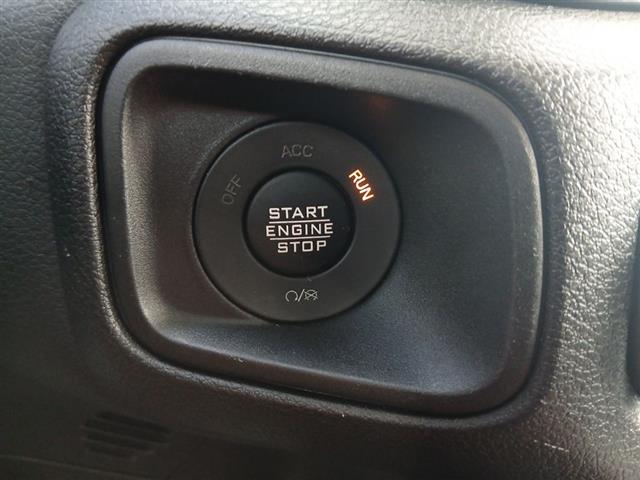 ACC
OFF
RUN
START
ENGINE
STOP